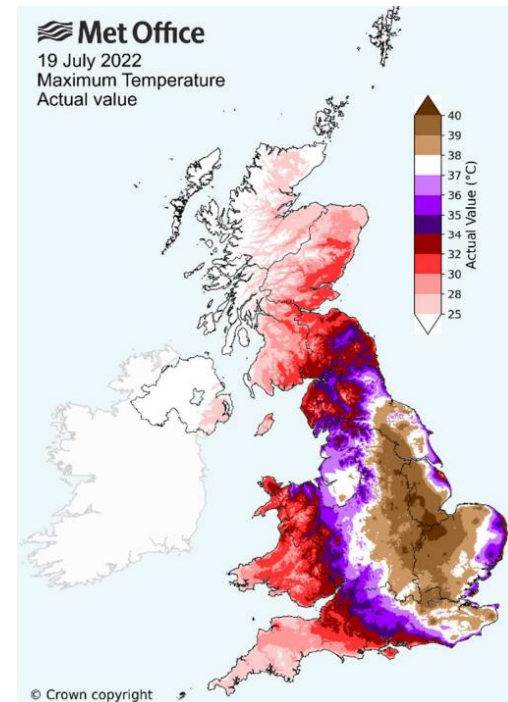 Met Office
19 July 2022
Maximum Temperature
Actual value
40
39
38
37
36
35
34
32
30
28
25
Actual Value (°C)
© Crown copyright